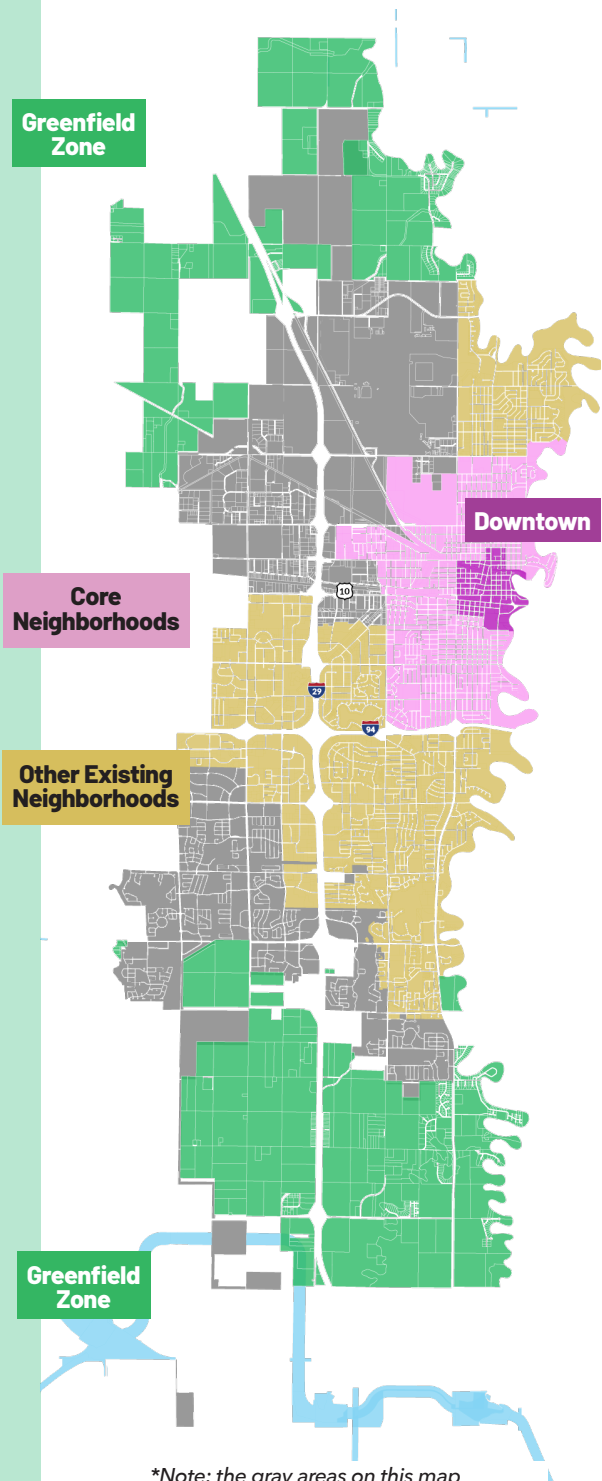 Greenfield
Zone
Downtown
Core
Neighborhoods
10
29
94
Other Existing
Neighborhoods
Greenfield
Zone
*Note: the gray areas on this map